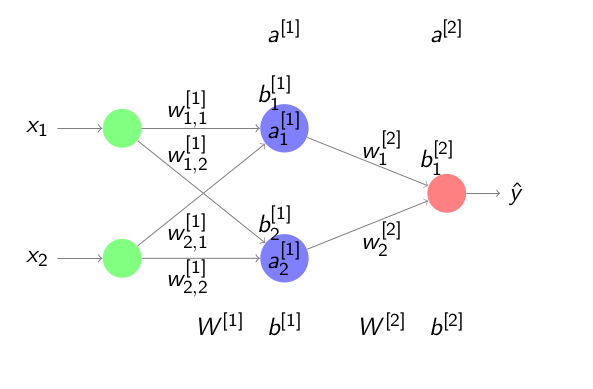 a^[1] a^[2]
b_1^[1]
w_{1,1}^[1]
x_1 a_1^[1]
w_{1,2}^[1] w_1^[2] b_1^[2]
ŷ
w_{2,1}^[1] b_2^[1] w_2^[2]
x_2 a_2^[1]
w_{2,2}^[1]
W^[1] b^[1] W^[2] b^[2]